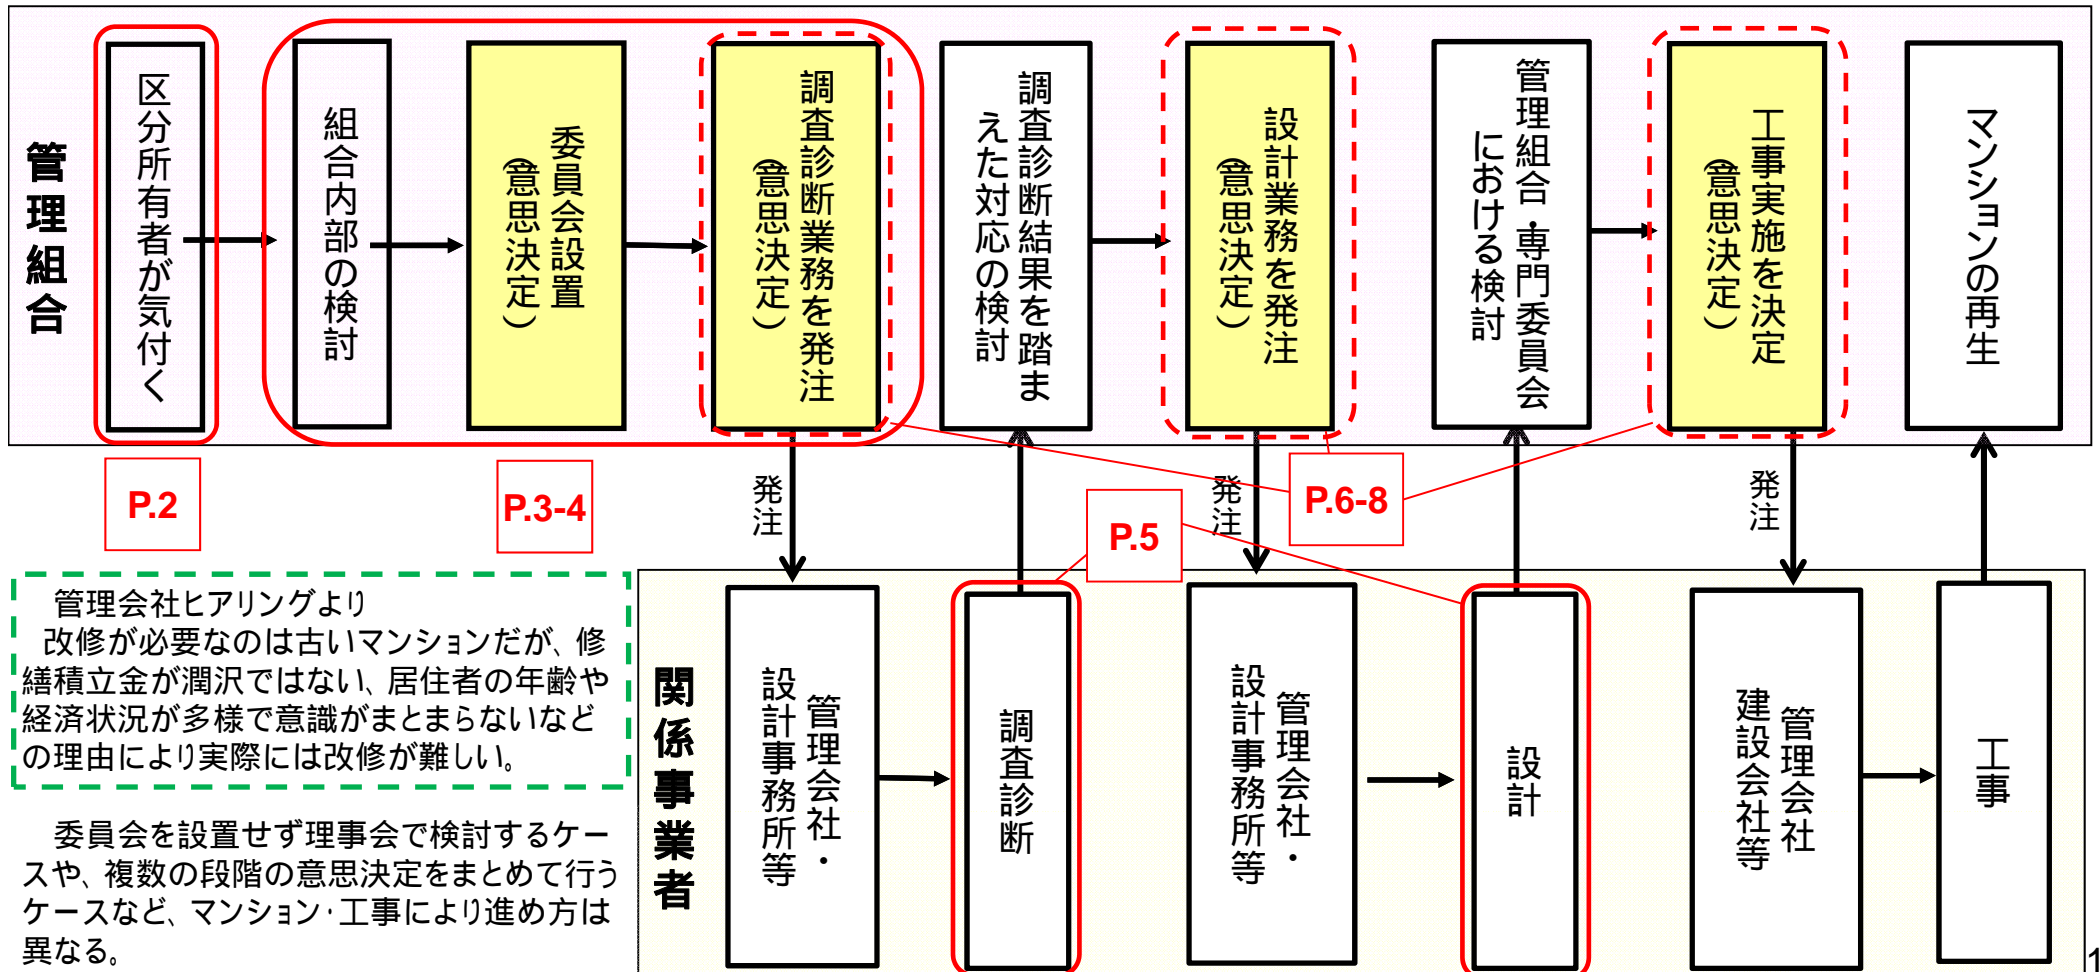 管理組合
区分所有者が気付く
組合内部の検討
委員会設置
(意思決定)
調査診断業務を発注
(意思決定)
調査診断結果を踏ま
えた対応の検討
設計業務を発注
(意思決定)
管理組合・専門委員会
における検討
工事実施を決定
(意思決定)
マンションの再生
P.2
P.3-4
発注
P.5
発注
P.6-8
発注
管理会社ヒアリングより
改修が必要なのは古いマンションだが、修
繕積立金が潤沢ではない、居住者の年齢や
経済状況が多様で意識がまとまらないなど
の理由により実際には改修が難しい。
委員会を設置せず理事会で検討するケー
スや、複数の段階の意思決定をまとめて行う
ケースなど、マンション・工事により進め方は
異なる。
関係事業者
管理会社・
設計事務所等
調査診断
管理会社・
設計事務所等
設計
管理会社
建設会社等
工事
1